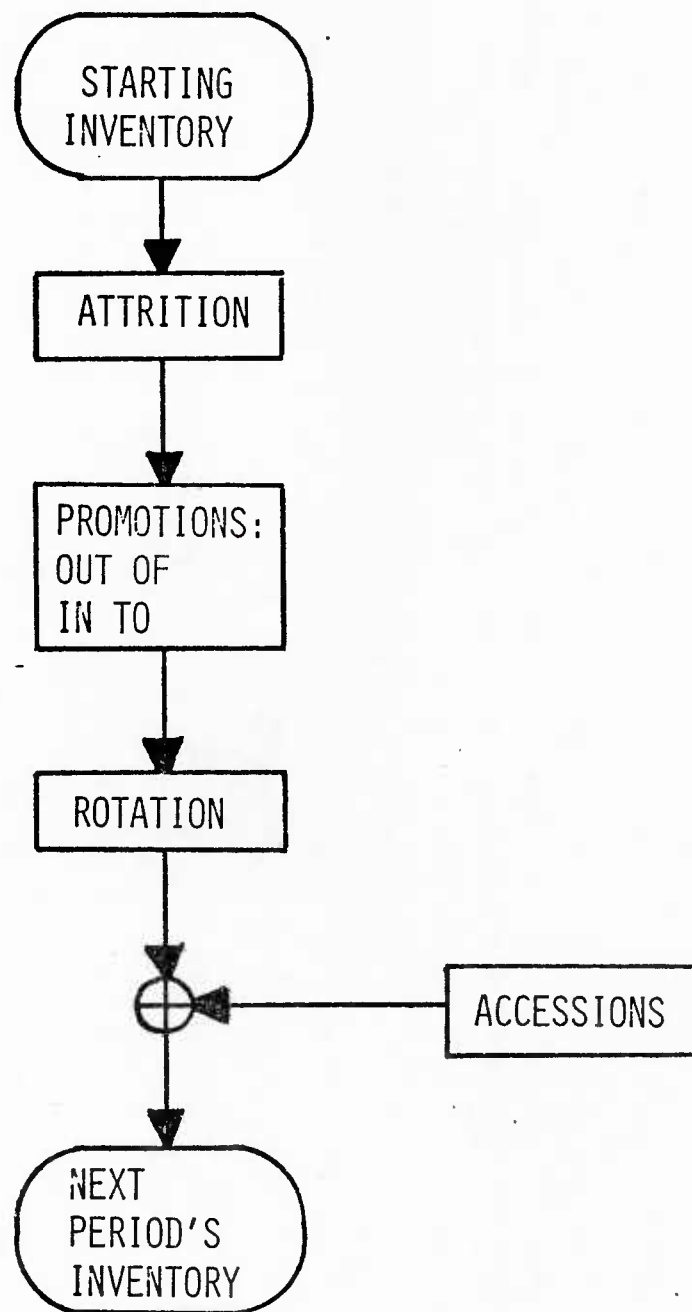 STARTING
INVENTORY
ATTRITION
PROMOTIONS:
OUT OF
IN TO
ROTATION
ACCESSIONS
NEXT
PERIOD'S
INVENTORY